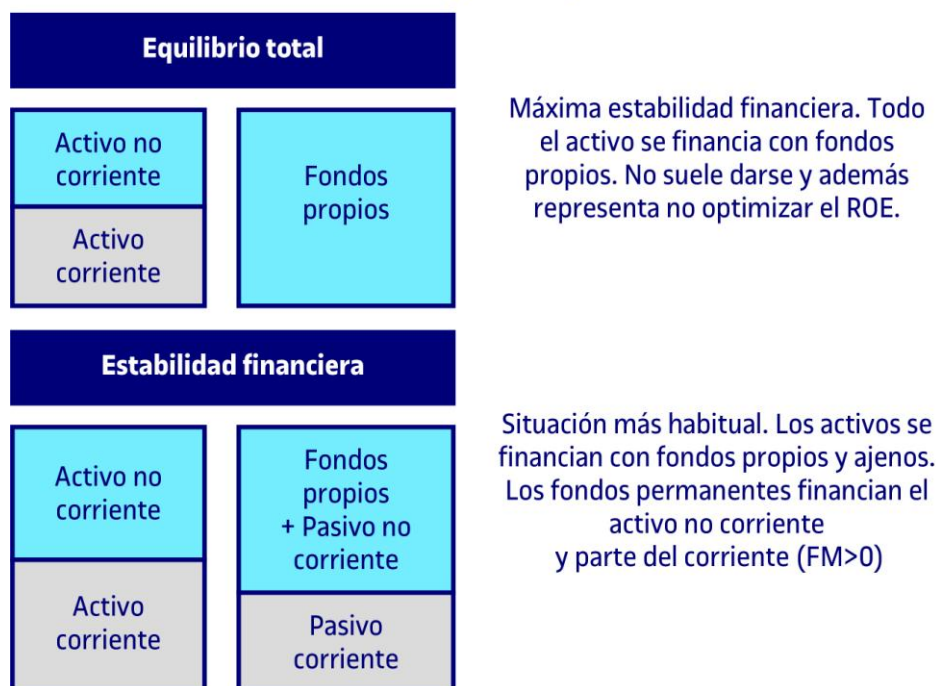 Equilibrio total
Activo no
corriente
Activo
corriente
Fondos
propios
Máxima estabilidad financiera. Todo
el activo se financia con fondos
propios. No suele darse y además
representa no optimizar el ROE.
Estabilidad financiera
Activo no
corriente
Activo
corriente
Fondos
propios
+ Pasivo no
corriente
Pasivo
corriente
Situación más habitual. Los activos se
financian con fondos propios y ajenos.
Los fondos permanentes financian el
activo no corriente
y parte del corriente (FM>0)